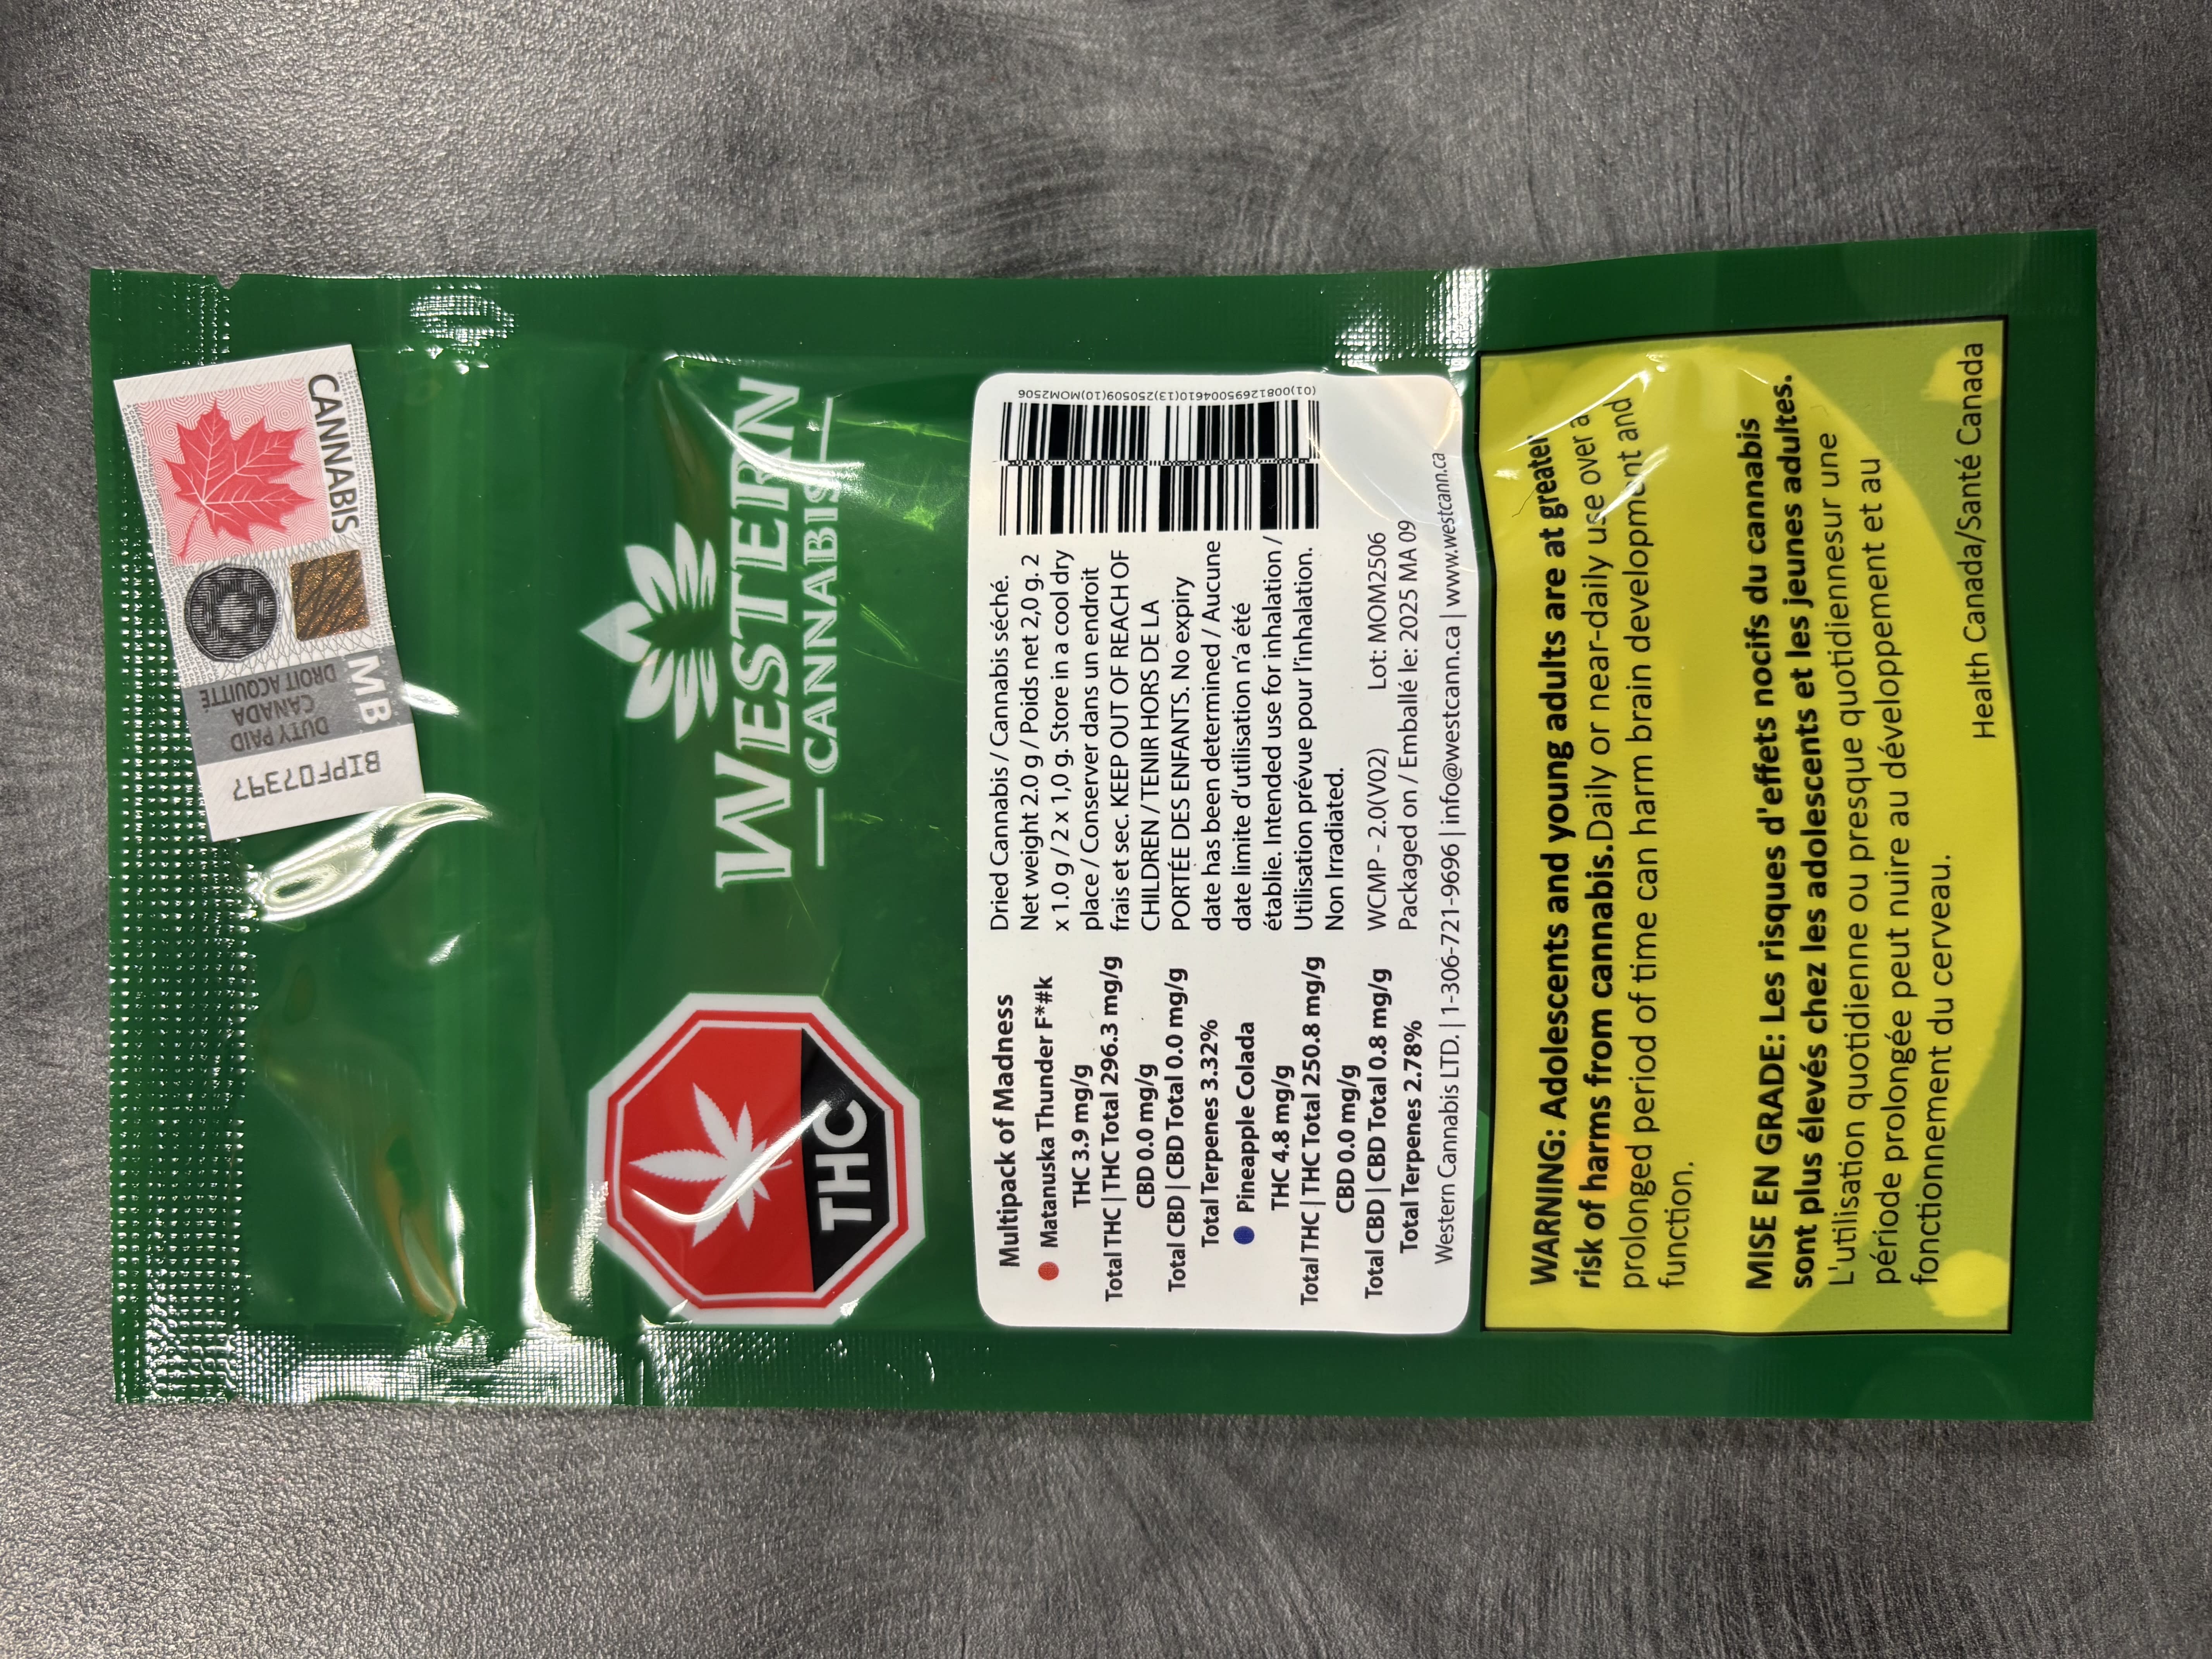 CANNABIS
MB
DUTY PAID
CANADA
DROIT ACQUITTÉ
BIPF07397
THC
WESTERN
CANNABIS
Multipack of Madness
Matanuska Thunder F*#k
THC 3.9 mg/g
Total THC | THC Total 296.3 mg/g
CBD 0.0 mg/g
Total CBD | CBD Total 0.0 mg/g
Total Terpenes 3.32%
Pineapple Colada
THC 4.8 mg/g
Total THC | THC Total 250.8 mg/g
CBD 0.0 mg/g
Total CBD | CBD Total 0.8 mg/g
Total Terpenes 2.78%
Dried Cannabis / Cannabis séché.
Net weight 2.0 g / Poids net 2,0 g. 2
x 1.0 g / 2 x 1,0 g. Store in a cool dry
place / Conserver dans un endroit
frais et sec. KEEP OUT OF REACH OF
CHILDREN / TENIR HORS DE LA
PORTÉE DES ENFANTS. No expiry
date has been determined / Aucune
date limite d'utilisation n'a été
établie. Intended use for inhalation /
Utilisation prévue pour l'inhalation.
Non Irradiated.
WCMP - 2.0(V02) Lot: MOM2506
Packaged on / Emballé le: 2025 MA 09
(01)00812695004610(13)250509(10)MOM2506
Western Cannabis LTD. | 1-306-721-9696 | info@westcann.ca | www.westcann.ca
WARNING: Adolescents and young adults are at greater
risk of harms from cannabis.Daily or near-daily use over a
prolonged period of time can harm brain development and
function.
MISE EN GRADE: Les risques d'effets nocifs du cannabis
sont plus élevés chez les adolescents et les jeunes adultes.
L'utilisation quotidienne ou presque quotidienneur une
période prolongée peut nuire au développement et au
fonctionnement du cerveau.
Health Canada/Santé Canada